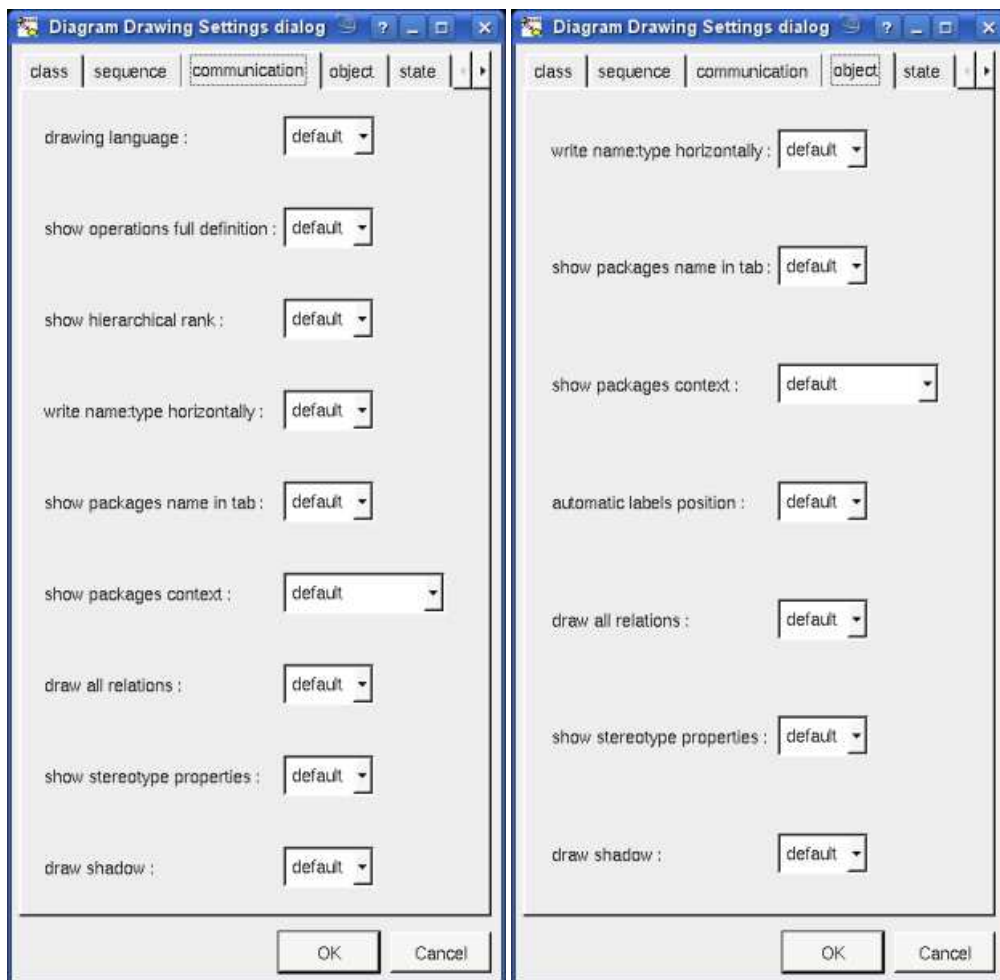 Diagram Drawing Settings dialog
class sequence communication object state
drawing language : default
show operations full definition : default
show hierarchical rank : default
write name:type horizontally : default
show packages name in tab : default
show packages context : default
draw all relations : default
show stereotype properties : default
draw shadow : default
OK Cancel
Diagram Drawing Settings dialog
class sequence communication object state
write name:type horizontally : default
show packages name in tab : default
show packages context : default
automatic labels position : default
draw all relations : default
show stereotype properties : default
draw shadow : default
OK Cancel